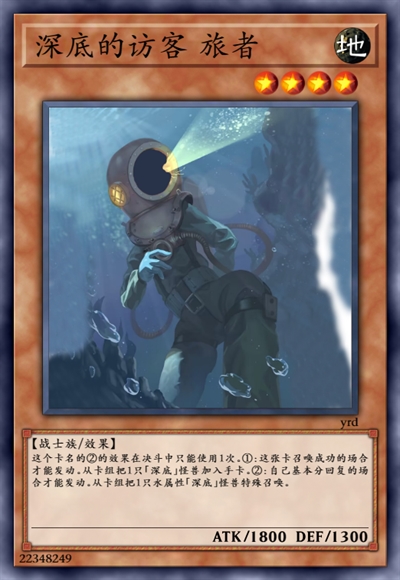 深底的访客 旅者
地
yrd
【战士族/效果】
这个卡名的②的效果在决斗中只能使用1次。①:这张卡召唤成功的场合
才能发动。从卡组把1只「深底」怪兽加入手卡。②:自己基本分回复的场
合才能发动。从卡组把1只水属性「深底」怪兽特殊召唤。
ATK/1800 DEF/1300
22348249